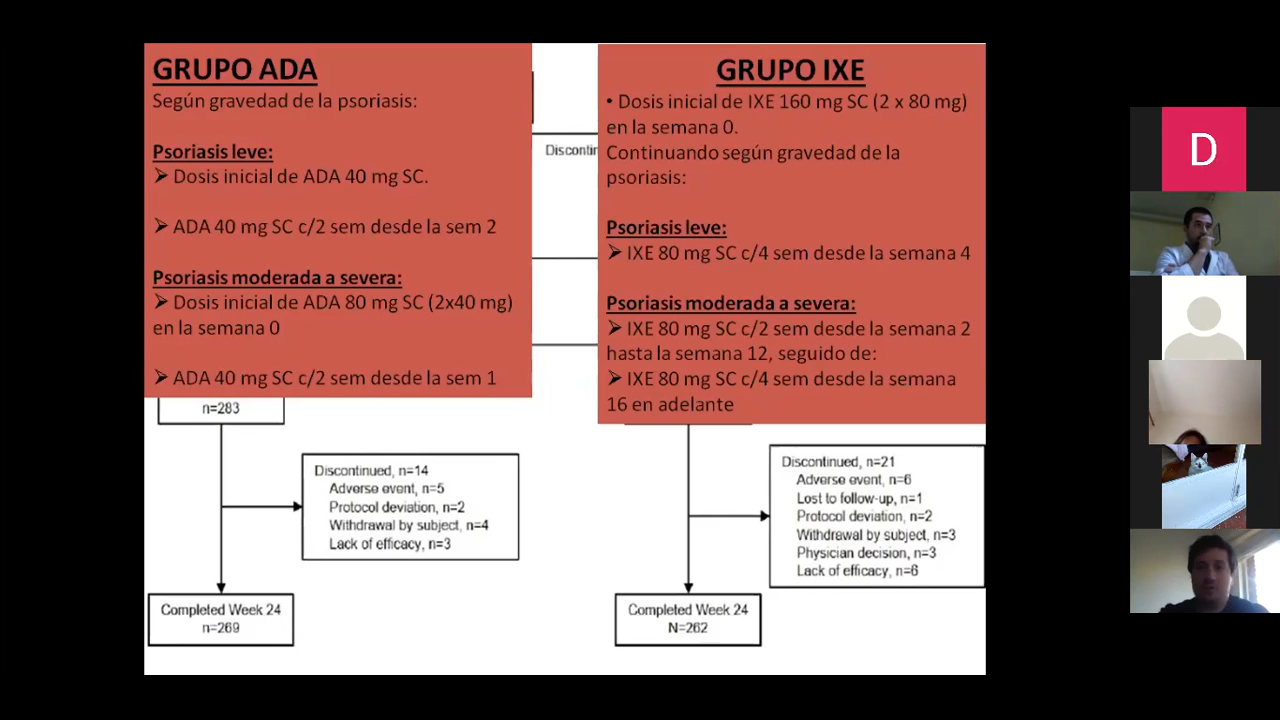 GRUPO ADA
Según gravedad de la psoriasis:
Psoriasis leve:
➢ Dosis inicial de ADA 40 mg SC.
➢ ADA 40 mg SC c/2 sem desde la sem 2
Psoriasis moderada a severa:
➢ Dosis inicial de ADA 80 mg SC (2x40 mg)
en la semana 0
➢ ADA 40 mg SC c/2 sem desde la sem 1
GRUPO IXE
• Dosis inicial de IXE 160 mg SC (2 x 80 mg)
en la semana 0.
Continuando según gravedad de la
psoriasis:
Psoriasis leve:
➢ IXE 80 mg SC c/4 sem desde la semana 4
Psoriasis moderada a severa:
➢ IXE 80 mg SC c/2 sem desde la semana 2
hasta la semana 12, seguido de:
➢ IXE 80 mg SC c/4 sem desde la semana
16 en adelante
n=283
Discontinued, n=14
Adverse event, n=5
Protocol deviation, n=2
Withdrawal by subject, n=4
Lack of efficacy, n=3
Completed Week 24
n=269
Discontinued, n=21
Adverse event, n=6
Lost to follow-up, n=1
Protocol deviation, n=2
Withdrawal by subject, n=3
Physician decision, n=3
Lack of efficacy, n=6
Completed Week 24
N=262
D